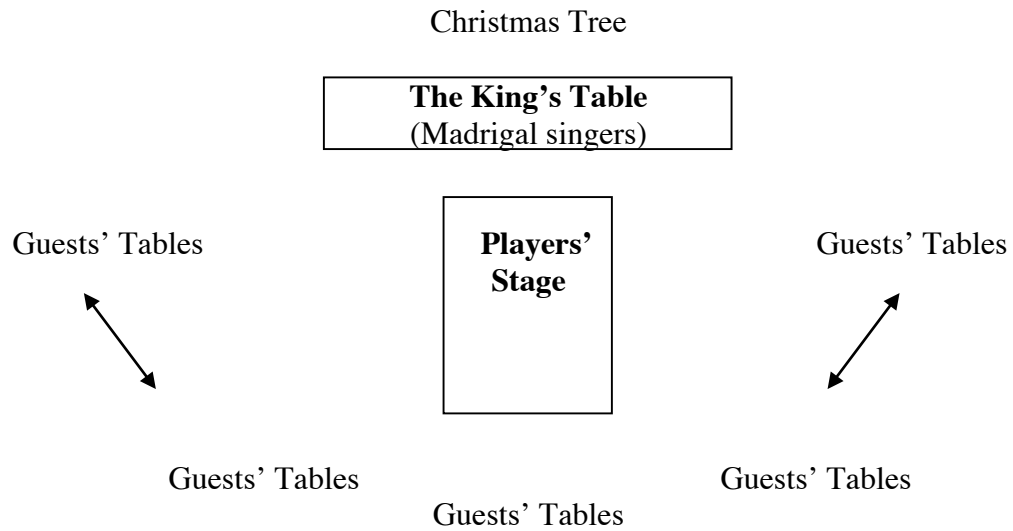 Christmas Tree
The King’s Table
(Madrigal singers)
Guests’ Tables
Players’
Stage
Guests’ Tables
Guests’ Tables
Guests’ Tables
Guests’ Tables